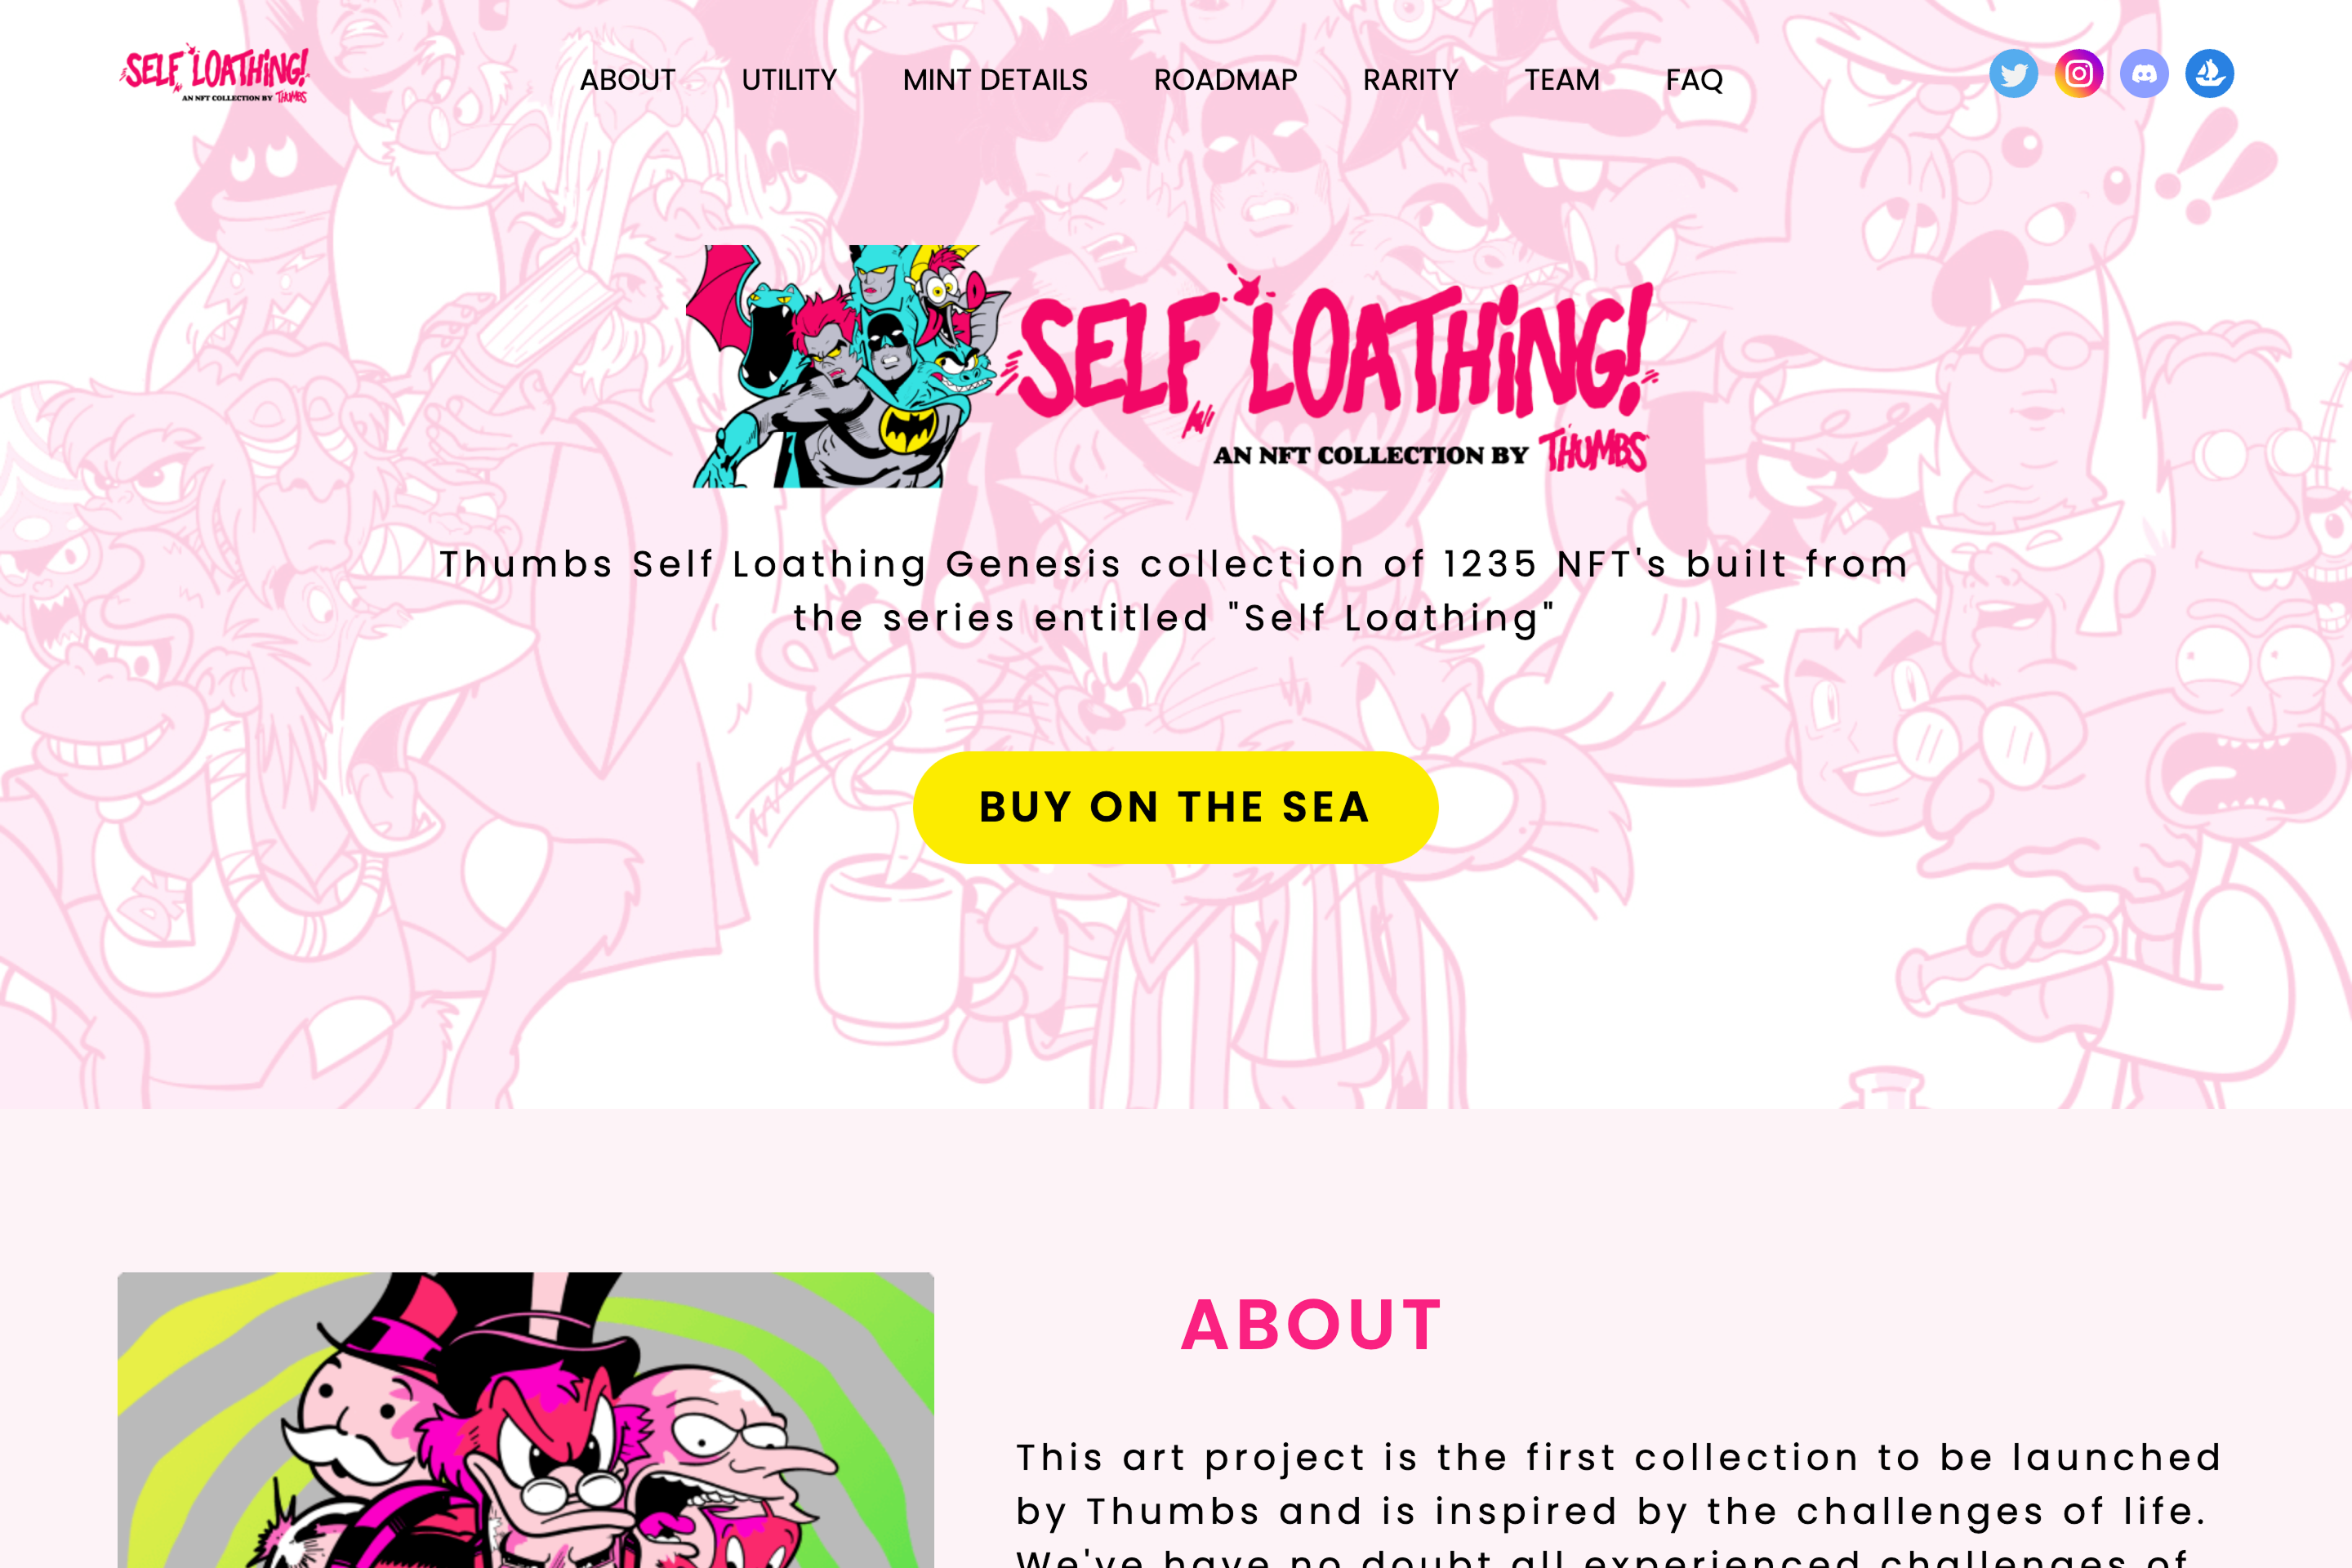 SELF LOATHING!
AN NFT COLLECTION BY THUMBS
ABOUT
UTILITY
MINT DETAILS
ROADMAP
RARITY
TEAM
FAQ
SELF LOATHING!
AN NFT COLLECTION BY THUMBS
Thumbs Self Loathing Genesis collection of 1235 NFT's built from
the series entitled "Self Loathing"
BUY ON THE SEA
DK
ABOUT
This art project is the first collection to be launched
by Thumbs and is inspired by the challenges of life.
We've have no doubt all experienced challenges of